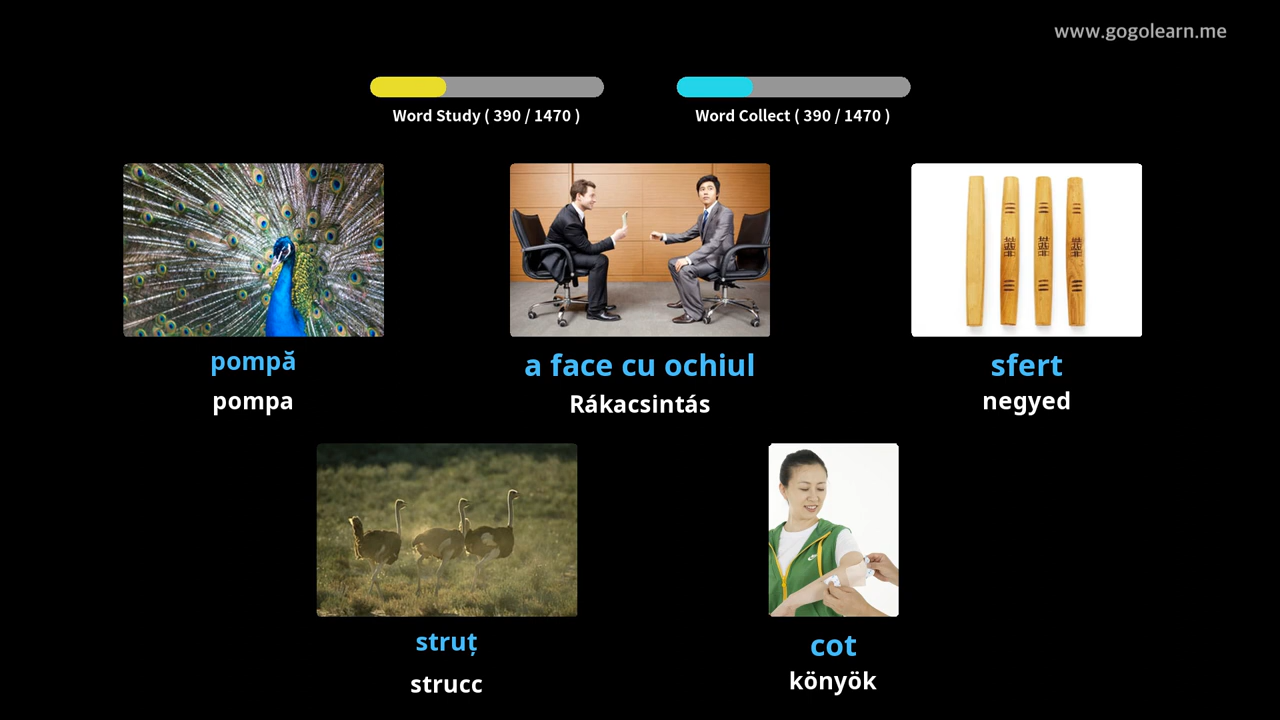 www.gogolearn.me
Word Study ( 390 / 1470 )
Word Collect ( 390 / 1470 )
pompă
pompa
a face cu ochiul
Rákacsintás
sfert
negyed
struț
strucc
cot
könyök